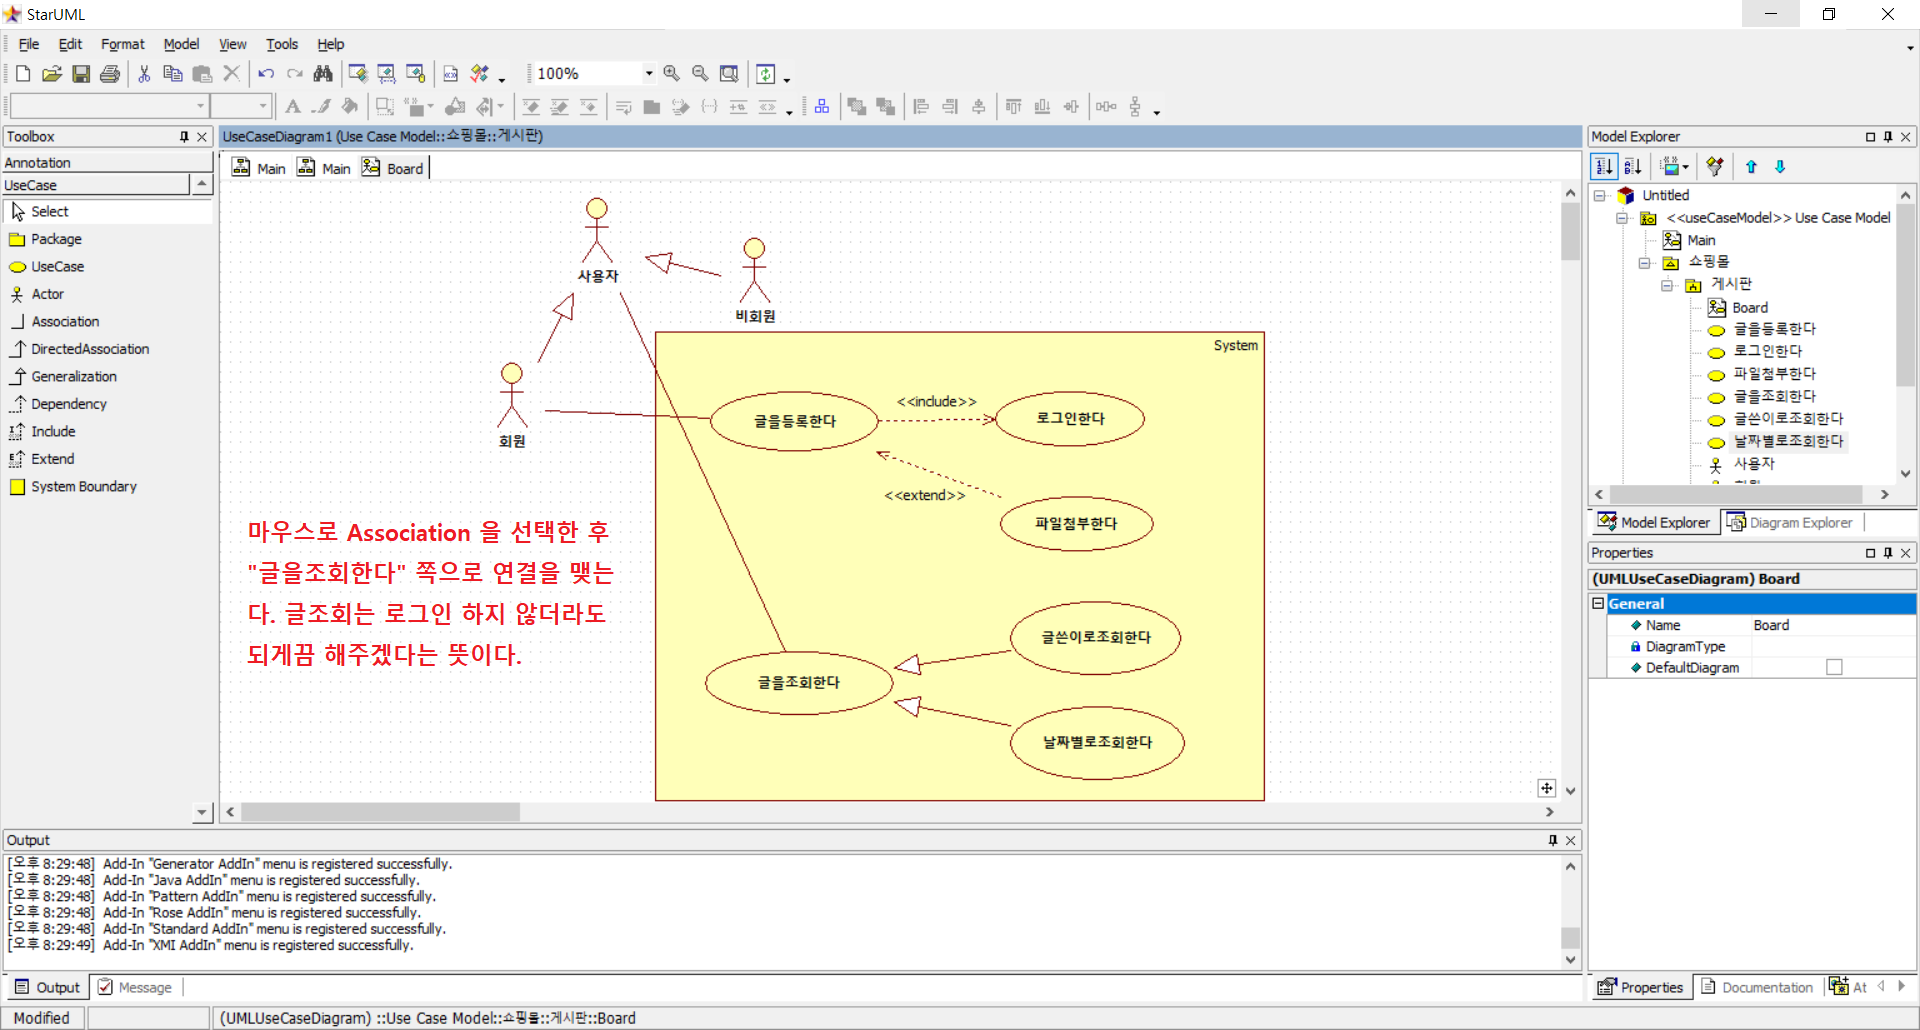 StarUML
File Edit Format Model View Tools Help
100%
Toolbox
Annotation
UseCase
Select
Package
UseCase
Actor
Association
DirectedAssociation
Generalization
Dependency
Include
Extend
System Boundary
UseCaseDiagram1 (Use Case Model::쇼핑몰::게시판)
Main Main Board
사용자
비회원
회원
System
글을등록한다
<<include>>
로그인한다
<<extend>>
파일첨부한다
글쓴이로조회한다
글을조회한다
날짜별로조회한다
마우스로 Association 을 선택한 후
"글을조회한다" 쪽으로 연결을 맺는
다. 글조회는 로그인 하지 않더라도
되게끔 해주겠다는 뜻이다.
Model Explorer
Untitled
<<useCaseModel>> Use Case Model
Main
쇼핑몰
게시판
Board
글을등록한다
로그인한다
파일첨부한다
글을조회한다
글쓴이로조회한다
날짜별로조회한다
사용자
Model Explorer Diagram Explorer
Properties
(UMLUseCaseDiagram) Board
General
Name Board
DiagramType
DefaultDiagram
Properties Documentation At
Output
[오후 8:29:48] Add-In "Generator AddIn" menu is registered successfully.
[오후 8:29:48] Add-In "Java AddIn" menu is registered successfully.
[오후 8:29:48] Add-In "Pattern AddIn" menu is registered successfully.
[오후 8:29:48] Add-In "Rose AddIn" menu is registered successfully.
[오후 8:29:48] Add-In "Standard AddIn" menu is registered successfully.
[오후 8:29:49] Add-In "XMI AddIn" menu is registered successfully.
Output Message
Modified
(UMLUseCaseDiagram) ::Use Case Model::쇼핑몰::게시판::Board